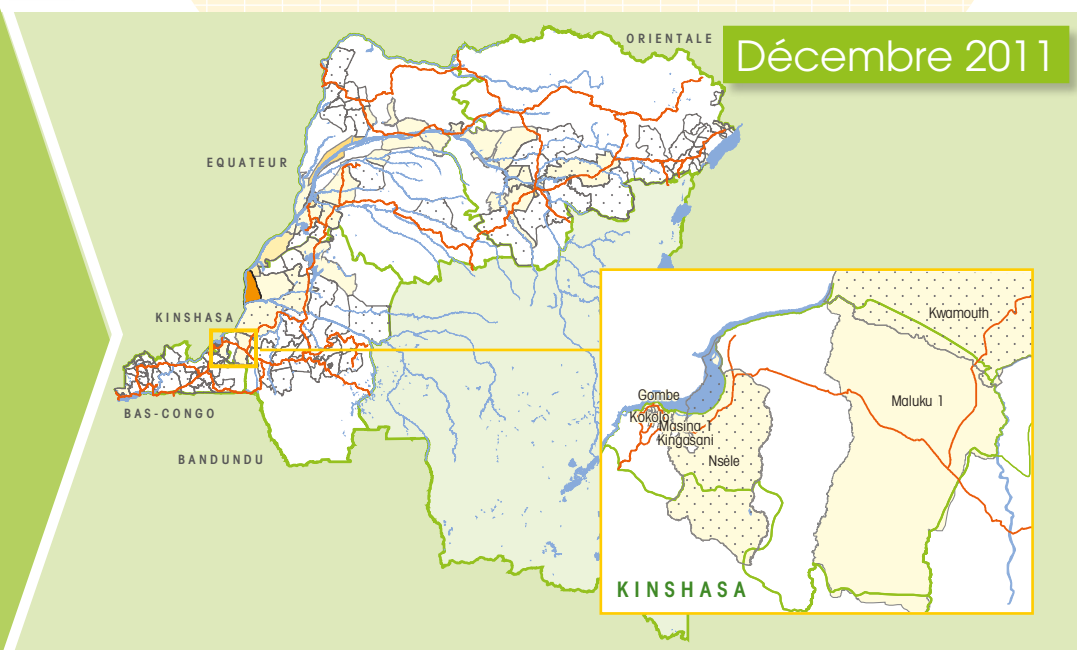 ORIENTALE
Décembre 2011
EQUATEUR
KINSHASA
BAS-CONGO
BANDUNDU
Kwamouth
Maluku 1
Gombe
Kokolo
Masina 1
Kingasani
Nsele
KINSHASA